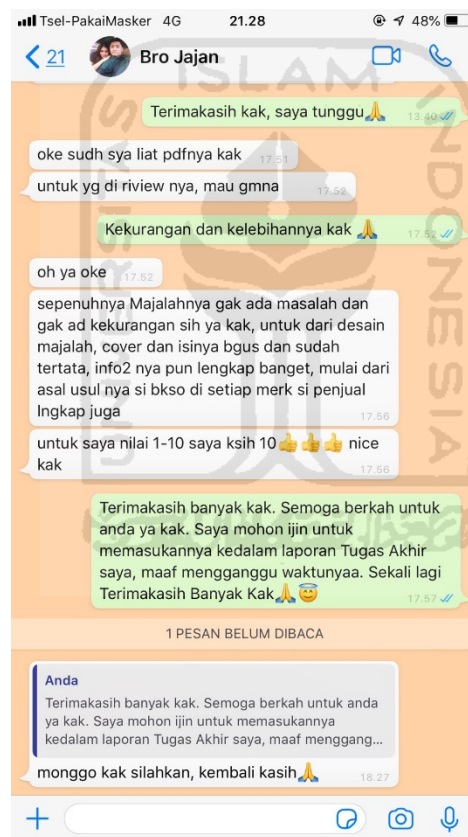 Tsel-PakaiMasker 4G 21.28 48%
21 Bro Jajan
ISLAM
UNIVERSITAS
INDONESIA
Terimakasih kak, saya tunggu🙏 13.40
oke sudh sya liat pdfnya kak 17.51
untuk yg di riview nya, mau gmna 17.52
Kekurangan dan kelebihannya kak 🙏 17.52
oh ya oke 17.52
sepenuhnya Majalahnya gak ada masalah dan
gak ad kekurangan sih ya kak, untuk dari desain
majalah, cover dan isinya bgus dan sudah
tertata, info2 nya pun lengkap banget, mulai dari
asal usul nya si bkso di setiap merk si penjual
lngkap juga 17.56
untuk saya nilai 1-10 saya ksih 10👍👍👍 nice
kak 17.56
Terimakasih banyak kak. Semoga berkah untuk
anda ya kak. Saya mohon ijin untuk
memasukannya kedalam laporan Tugas Akhir
saya, maaf mengganggu waktunyaa. Sekali lagi
Terimakasih Banyak Kak🙏😇 17.57
1 PESAN BELUM DIBACA
Anda
Terimakasih banyak kak. Semoga berkah untuk anda
ya kak. Saya mohon ijin untuk memasukannya
kedalam laporan Tugas Akhir saya, maaf menggang...
monggo kak silahkan, kembali kasih🙏 18.27